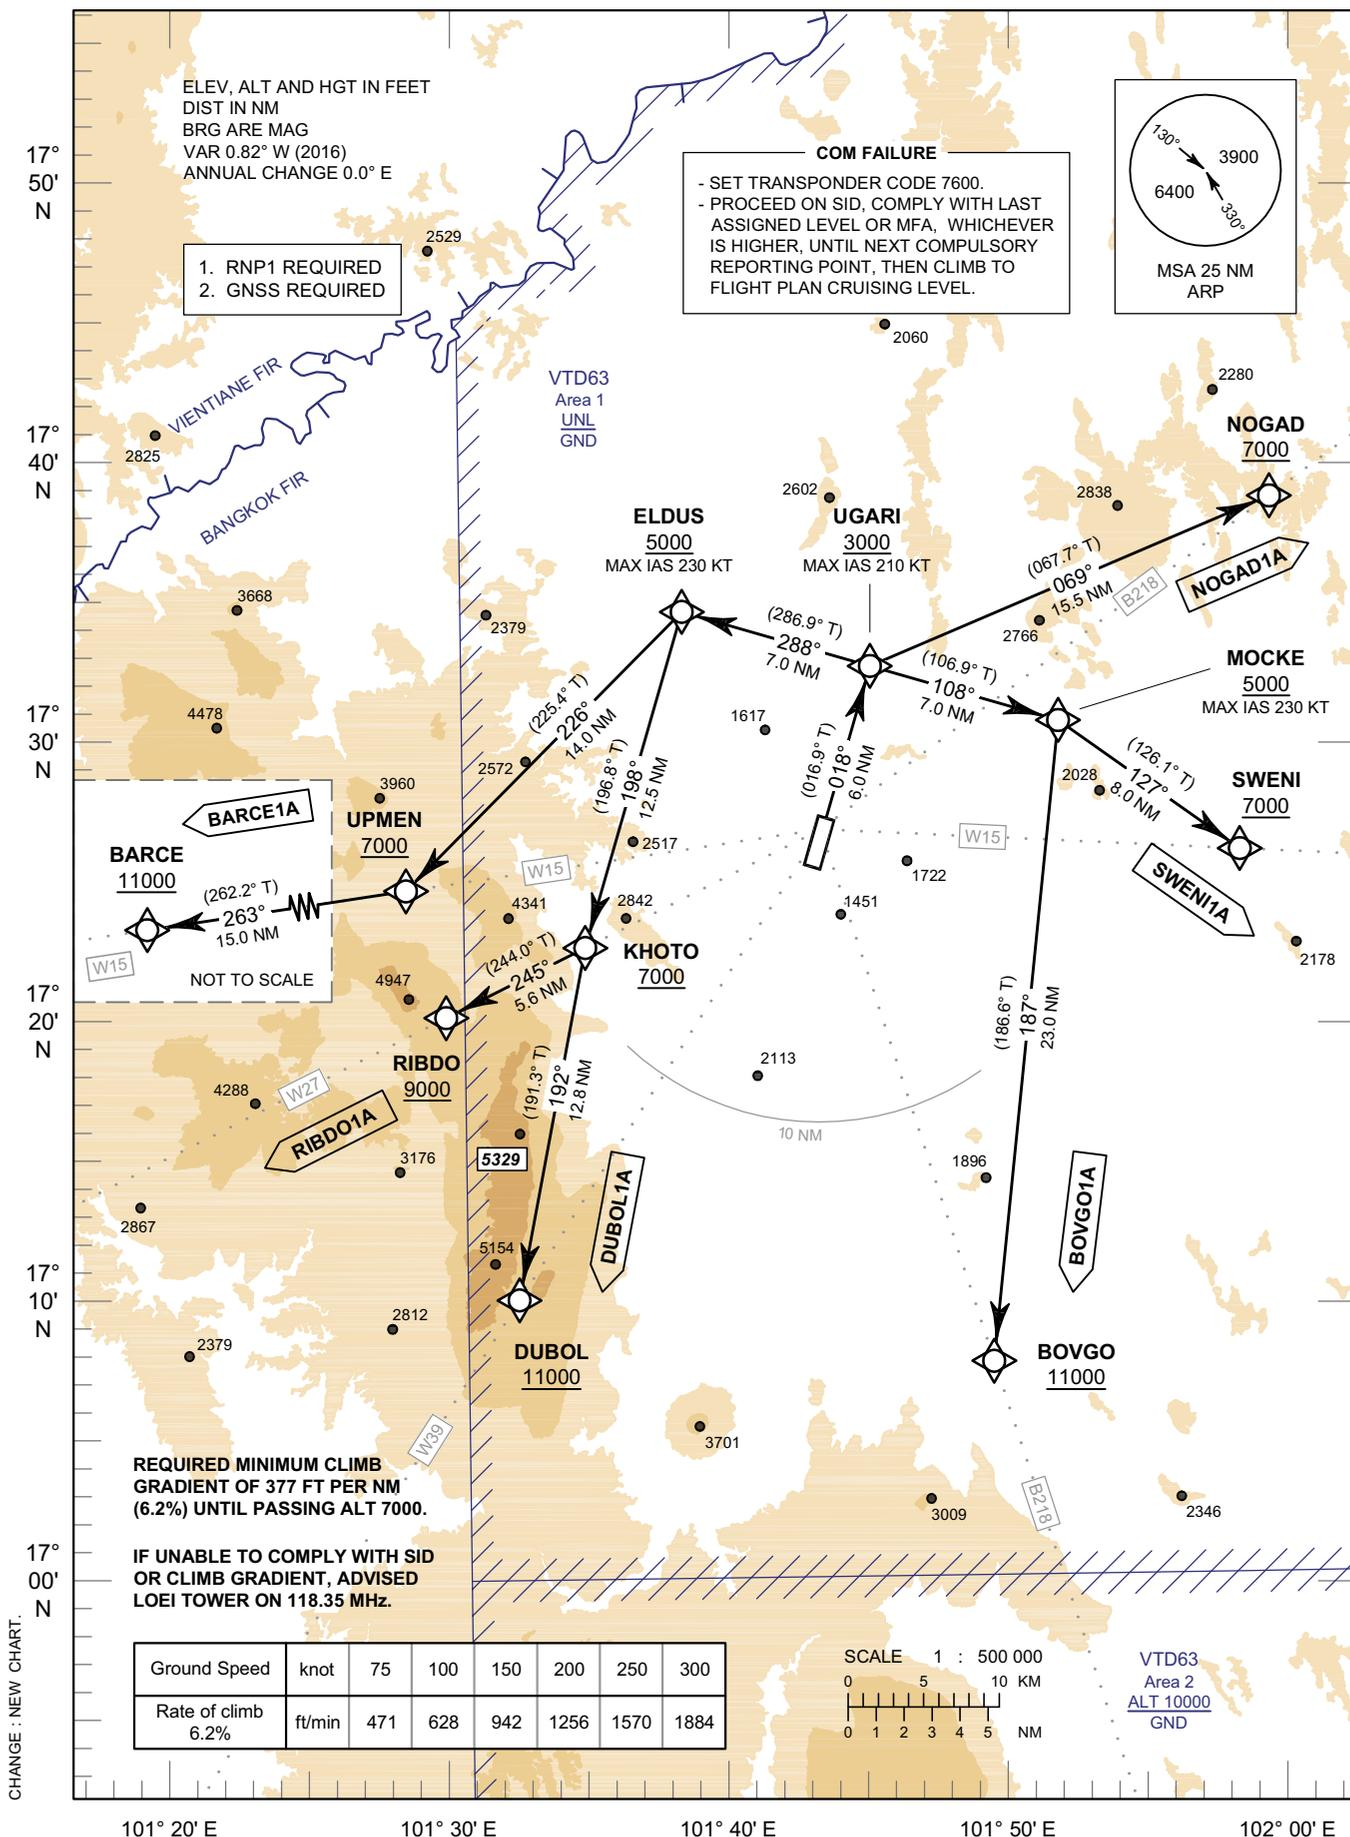 ELEV, ALT AND HGT IN FEET
DIST IN NM
BRG ARE MAG
VAR 0.82° W (2016)
ANNUAL CHANGE 0.0° E
1. RNP1 REQUIRED
2. GNSS REQUIRED
COM FAILURE
- SET TRANSPONDER CODE 7600.
- PROCEED ON SID, COMPLY WITH LAST
ASSIGNED LEVEL OR MFA, WHICHEVER
IS HIGHER, UNTIL NEXT COMPULSORY
REPORTING POINT, THEN CLIMB TO
FLIGHT PLAN CRUISING LEVEL.
130°
3900
6400
330°
MSA 25 NM
ARP
17°
50'
N
2529
2060
2280
VIENTIANE FIR
BANGKOK FIR
VTD63
Area 1
UNL
GND
2825
17°
40'
N
NOGAD
7000
2602
2838
ELDUS
5000
MAX IAS 230 KT
UGARI
3000
MAX IAS 210 KT
(067.7° T)
069°
15.5 NM
B218
NOGAD1A
3668
2379
2766
(286.9° T)
288°
7.0 NM
(106.9° T)
108°
7.0 NM
MOCKE
5000
MAX IAS 230 KT
4478
17°
30'
N
(225.4° T)
226°
14.0 NM
1617
(016.9° T)
018°
6.0 NM
2572
(196.8° T)
198°
12.5 NM
2028
(126.1° T)
127°
8.0 NM
SWENI
7000
3960
BARCE1A
UPMEN
7000
2517
W15
BARCE
11000
(262.2° T)
263°
15.0 NM
W15
NOT TO SCALE
W15
1722
SWENI1A
4341
2842
1451
2178
KHOTO
7000
(244.0° T)
245°
5.6 NM
4947
17°
20'
N
(186.6° T)
187°
23.0 NM
RIBDO
9000
2113
4288
W27
RIBDO1A
(191.3° T)
192°
12.8 NM
10 NM
3176
5329
1896
DUBOL1A
BOVGO1A
2867
5154
17°
10'
N
2812
2379
DUBOL
11000
BOVGO
11000
W39
3701
REQUIRED MINIMUM CLIMB
GRADIENT OF 377 FT PER NM
(6.2%) UNTIL PASSING ALT 7000.
B218
3009
2346
17°
00'
N
IF UNABLE TO COMPLY WITH SID
OR CLIMB GRADIENT, ADVISED
LOEI TOWER ON 118.35 MHz.
CHANGE : NEW CHART.
Ground Speed knot 75 100 150 200 250 300
Rate of climb
6.2% ft/min 471 628 942 1256 1570 1884
SCALE 1 : 500 000
0 5 10 KM
0 1 2 3 4 5 NM
VTD63
Area 2
ALT 10000
GND
101° 20' E 101° 30' E 101° 40' E 101° 50' E 102° 00' E